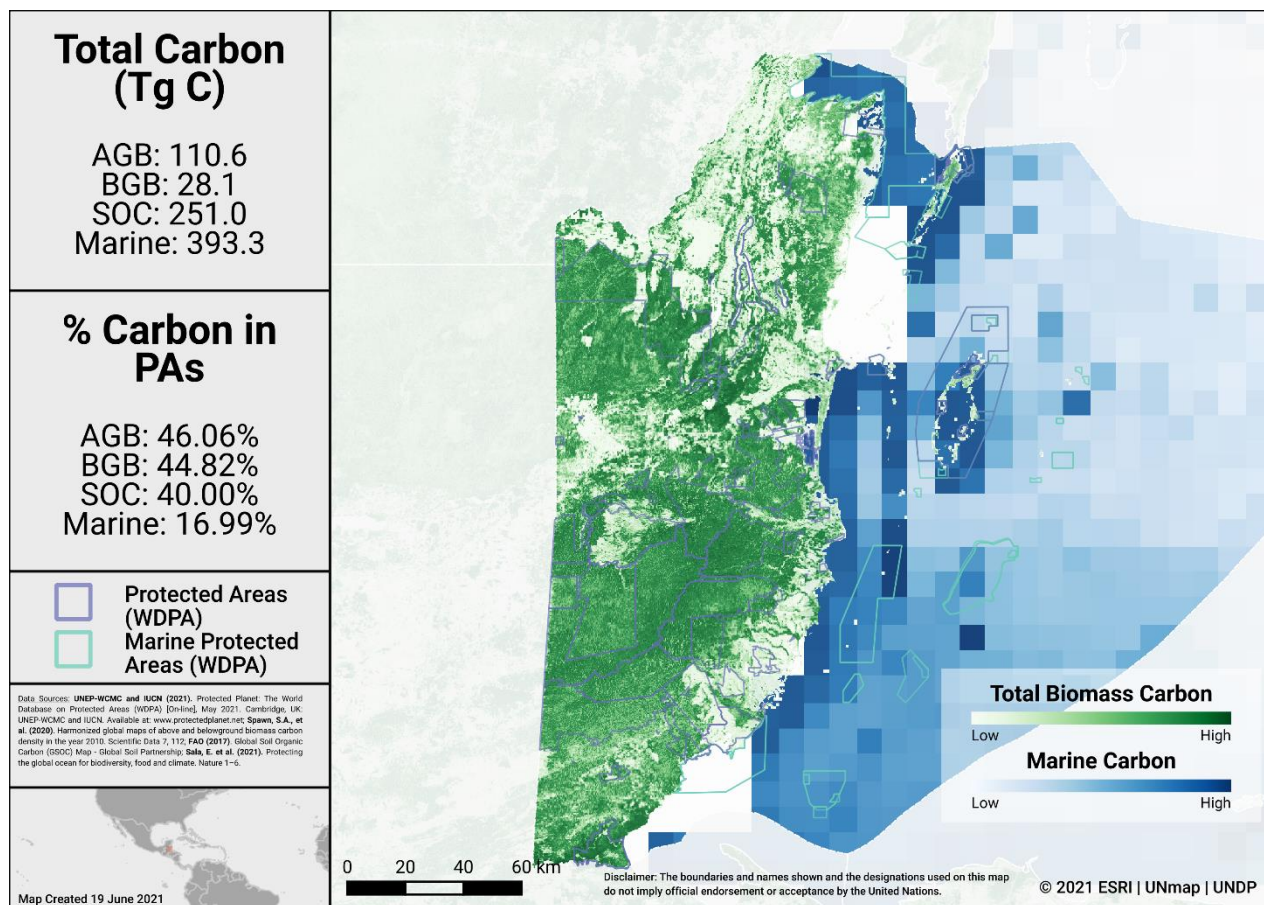 Total Carbon
(Tg C)
AGB: 110.6
BGB: 28.1
SOC: 251.0
Marine: 393.3
% Carbon in
PAs
AGB: 46.06%
BGB: 44.82%
SOC: 40.00%
Marine: 16.99%
Protected Areas
(WDPA)
Marine Protected
Areas (WDPA)
Data Sources: UNEP-WCMC and IUCN (2021). Protected Planet: The World
Database on Protected Areas (WDPA) [On-line], May 2021. Cambridge, UK:
UNEP-WCMC and IUCN. Available at: www.protectedplanet.net; Spawn, S.A., et
al. (2020). Harmonized global maps of above and belowground biomass carbon
density in the year 2010. Scientific Data 7, 112; FAO (2017). Global Soil Organic
Carbon (GSOC) Map - Global Soil Partnership; Sala, E. et al. (2021). Protecting
the global ocean for biodiversity, food and climate. Nature 1–6.
Map Created 19 June 2021
Total Biomass Carbon
Low High
Marine Carbon
Low High
0 20 40 60 km
Disclaimer: The boundaries and names shown and the designations used on this map
do not imply official endorsement or acceptance by the United Nations.
© 2021 ESRI | UNmap | UNDP